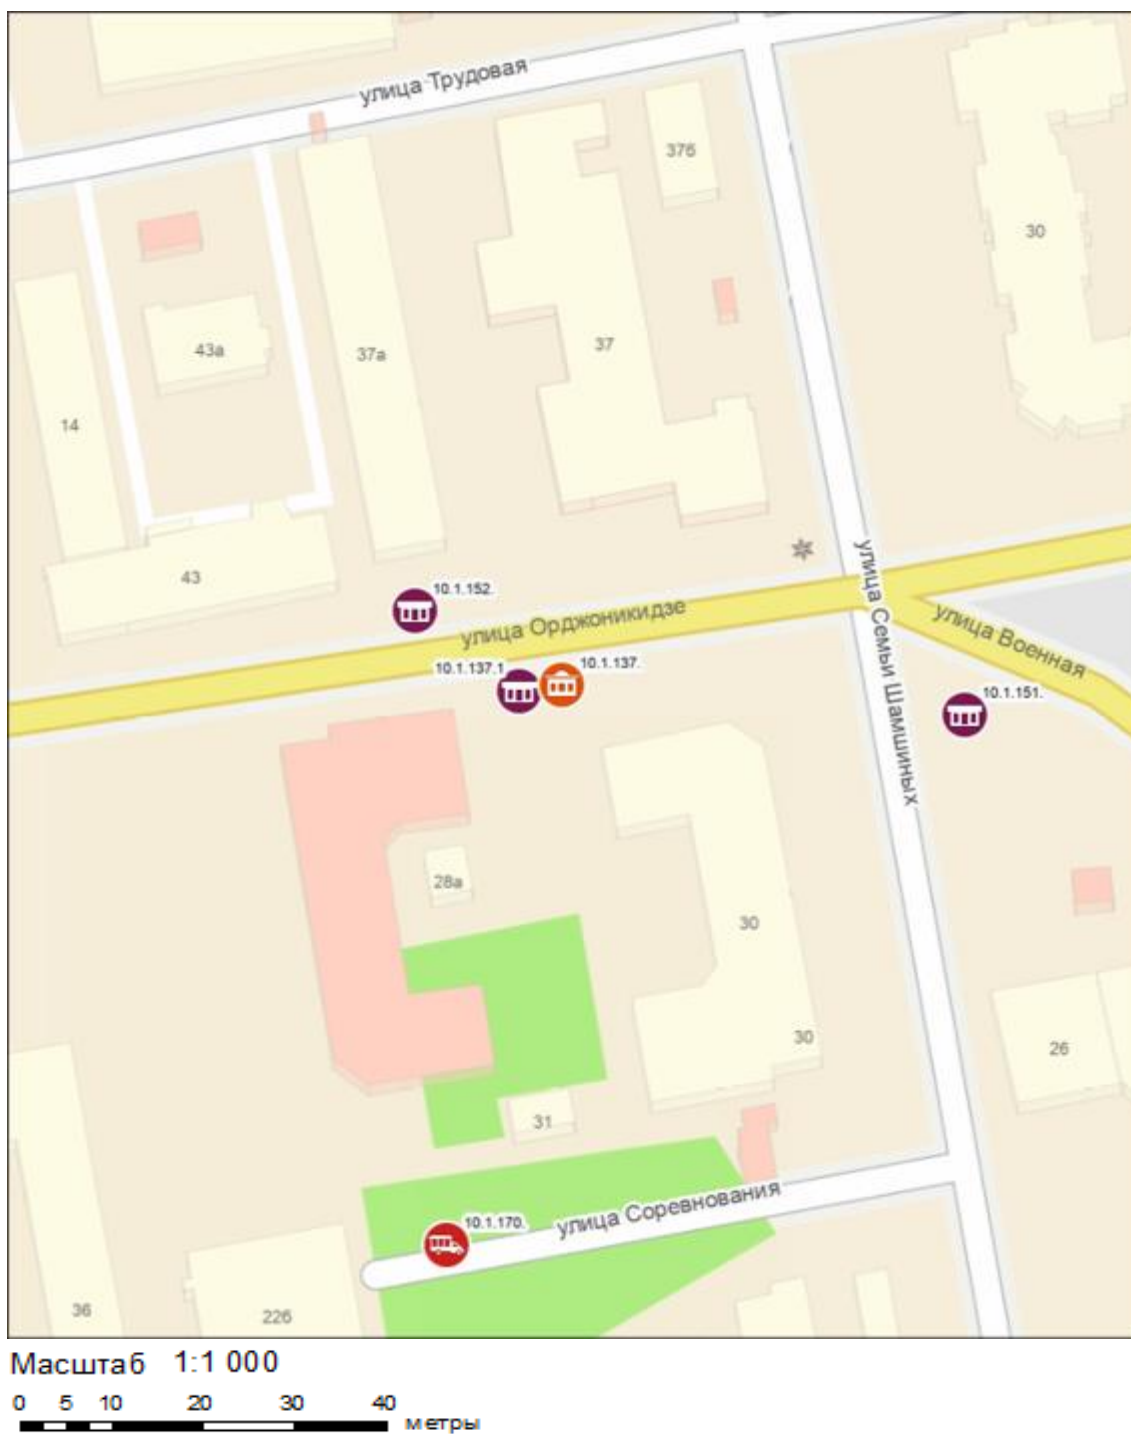 улица Трудовая
37б
30
43а
37а
37
14
43
10.1.152.
улица Орджоникидзе
улица Семьи Шамшиных
улица Военная
10.1.137.1
10.1.137.
10.1.151.
28а
30
30
26
31
улица Соревнования
10.1.170.
36
22б
Масштаб 1:1 000
0 5 10 20 30 40
метры